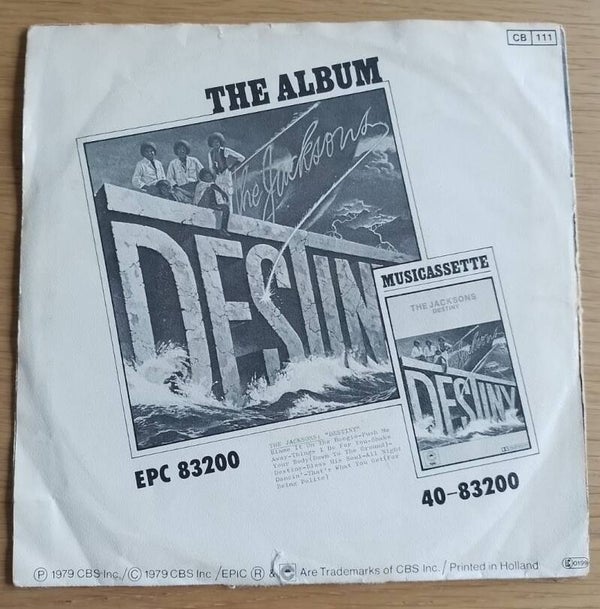 CB 111
THE ALBUM
The Jacksons
DESTINY
MUSICASSETTE
THE JACKSONS
DESTINY
The Jacksons
DESTINY
EPC 83200
THE JACKSONS: "DESTINY"
Blame It On The Boogie-Push Me
Away-Things I Do For You-Shake
Your Body(Down To The Ground)-
Destiny-Bless His Soul-All Night
Dancin'-That's What You Get(For
Being Polite)
40-83200
Ⓟ 1979 CBS Inc./Ⓒ 1979 CBS Inc./EPIC Ⓡ & Are Trademarks of CBS Inc./Printed in Holland